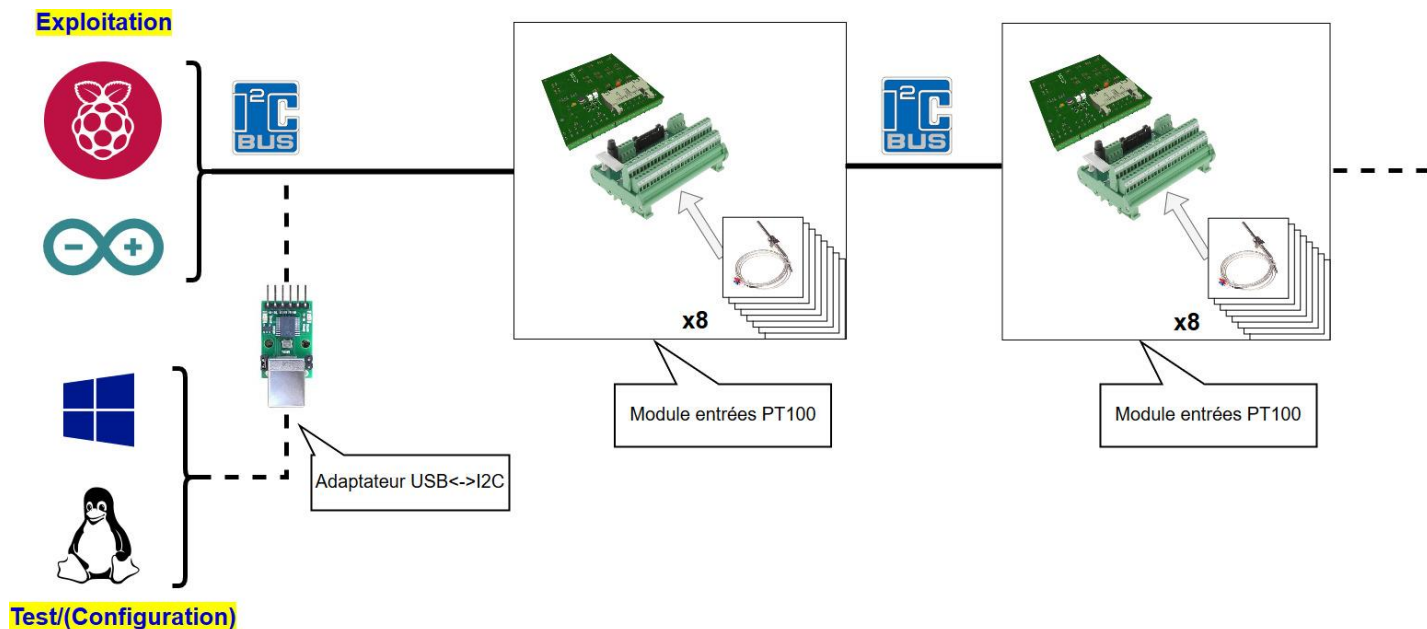 Exploitation
I2C
BUS
I2C
BUS
x8
x8
Module entrées PT100
Module entrées PT100
Adaptateur USB<->I2C
Test/(Configuration)